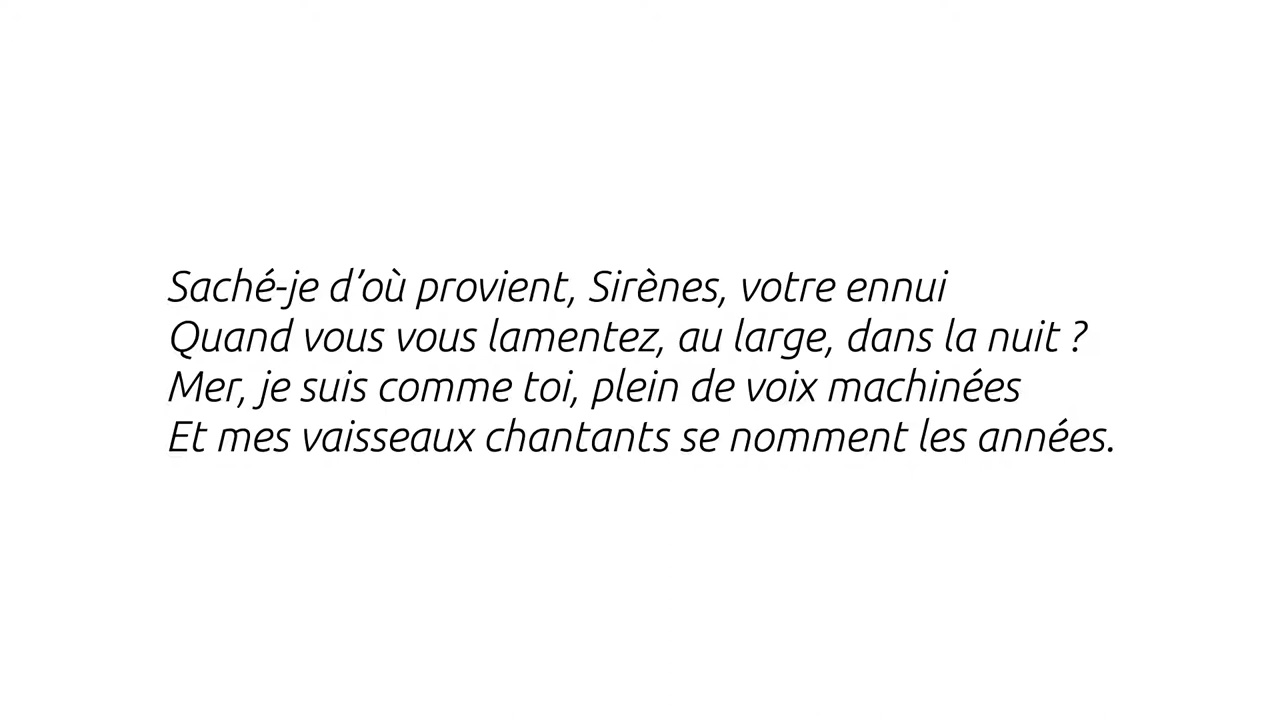 Saché-je d’où provient, Sirènes, votre ennui
Quand vous vous lamentez, au large, dans la nuit ?
Mer, je suis comme toi, plein de voix machinées
Et mes vaisseaux chantants se nomment les années.